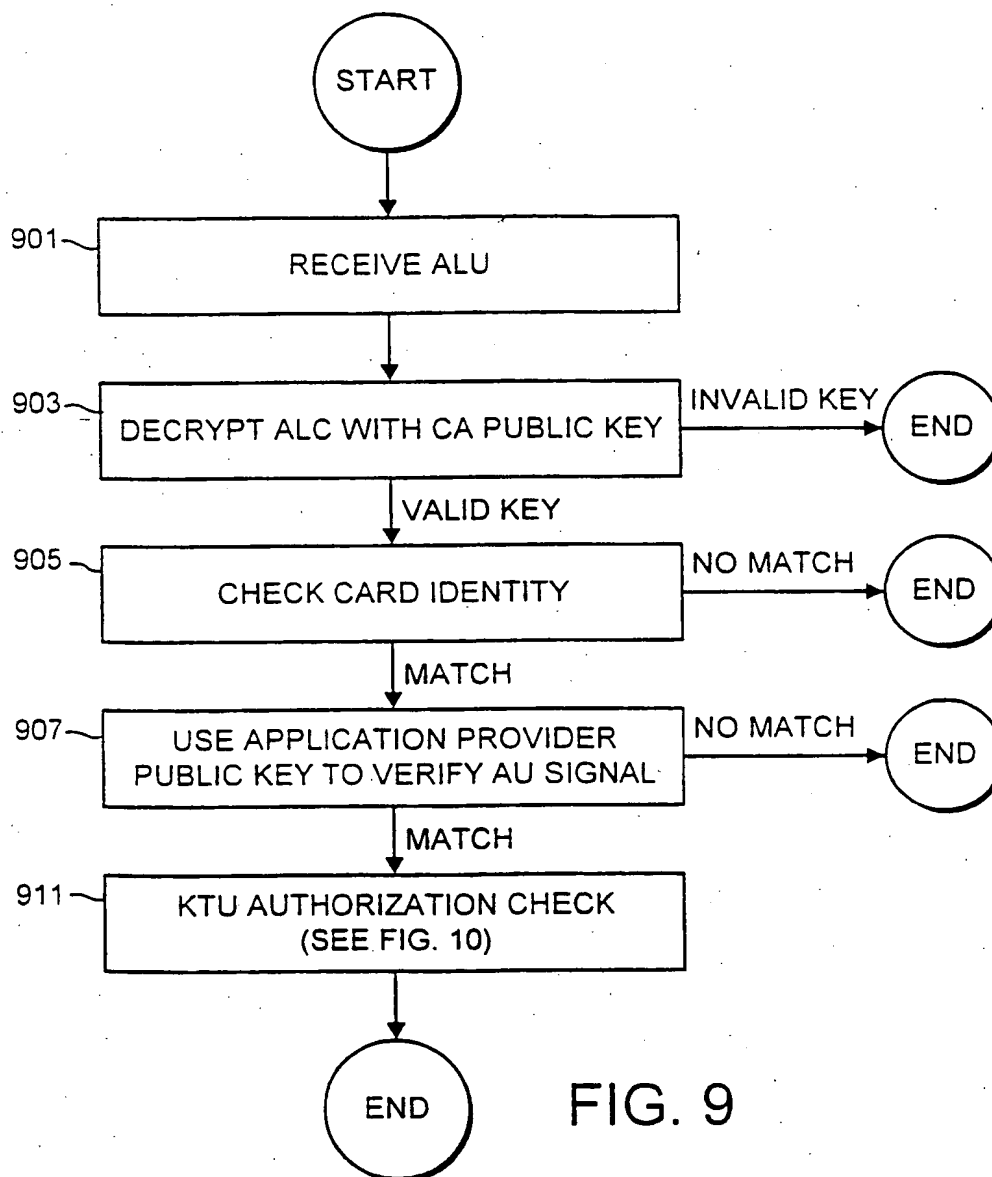 START
901
RECEIVE ALU
903
DECRYPT ALC WITH CA PUBLIC KEY
INVALID KEY
END
VALID KEY
905
CHECK CARD IDENTITY
NO MATCH
END
MATCH
907
USE APPLICATION PROVIDER
PUBLIC KEY TO VERIFY AU SIGNAL
NO MATCH
END
MATCH
911
KTU AUTHORIZATION CHECK
(SEE FIG. 10)
END
FIG. 9